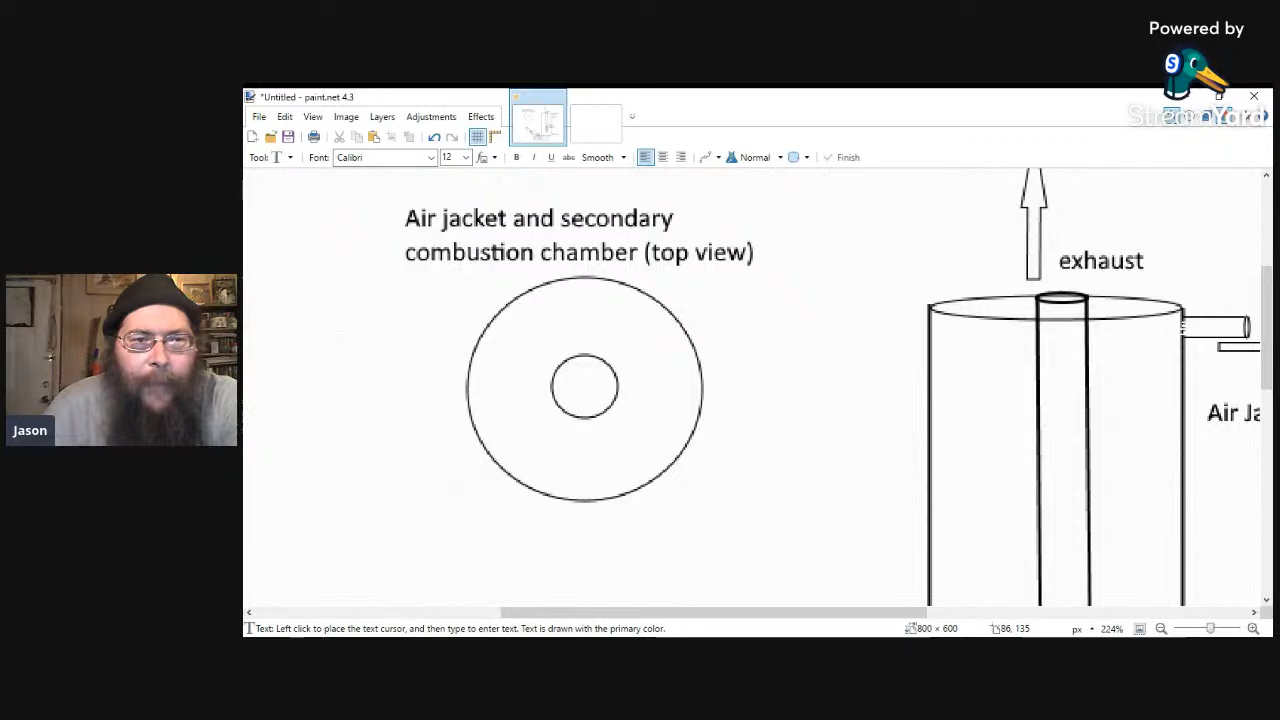 Powered by
StreamYard
*Untitled - paint.net 4.3
File Edit View Image Layers Adjustments Effects
Tool: T Font: Calibri 12 B I U abc Smooth Normal Finish
Air jacket and secondary
combustion chamber (top view)
exhaust
Air Ja
Jason
Text: Left click to place the text cursor, and then type to enter text. Text is drawn with the primary color. 800 × 600 86, 135 px 224%